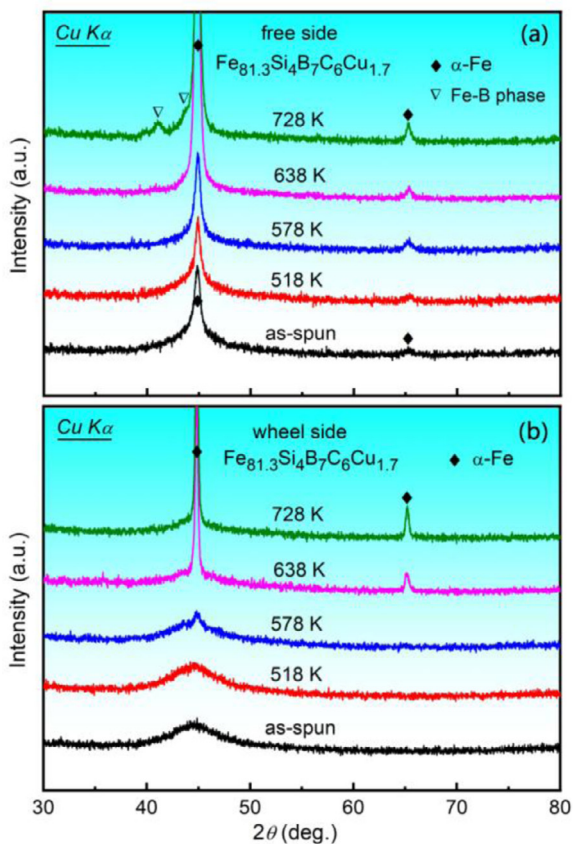 Cu Kα
free side
(a)
Fe81.3Si4B7C6Cu1.7
♦ α-Fe
▽ Fe-B phase
728 K
638 K
578 K
518 K
as-spun
Intensity (a.u.)
Cu Kα
wheel side
(b)
Fe81.3Si4B7C6Cu1.7
♦ α-Fe
728 K
638 K
578 K
518 K
as-spun
Intensity (a.u.)
30 40 50 60 70 80
2θ (deg.)